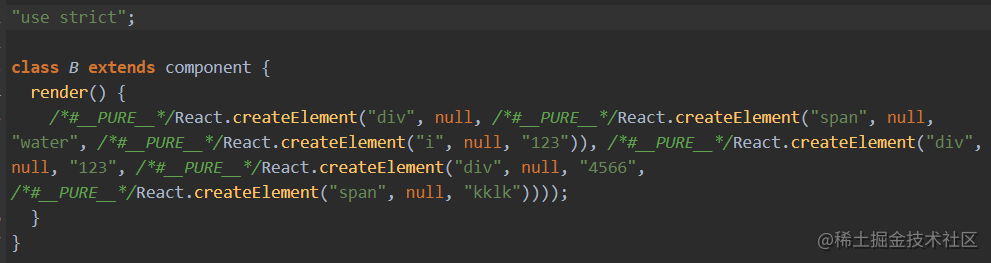 "use strict";
class B extends component {
render() {
/*#__PURE__*/React.createElement("div", null, /*#__PURE__*/React.createElement("span", null,
"water", /*#__PURE__*/React.createElement("i", null, "123")), /*#__PURE__*/React.createElement("div",
null, "123", /*#__PURE__*/React.createElement("div", null, "4566",
/*#__PURE__*/React.createElement("span", null, "kklk"))));
}
}
@稀土掘金技术社区